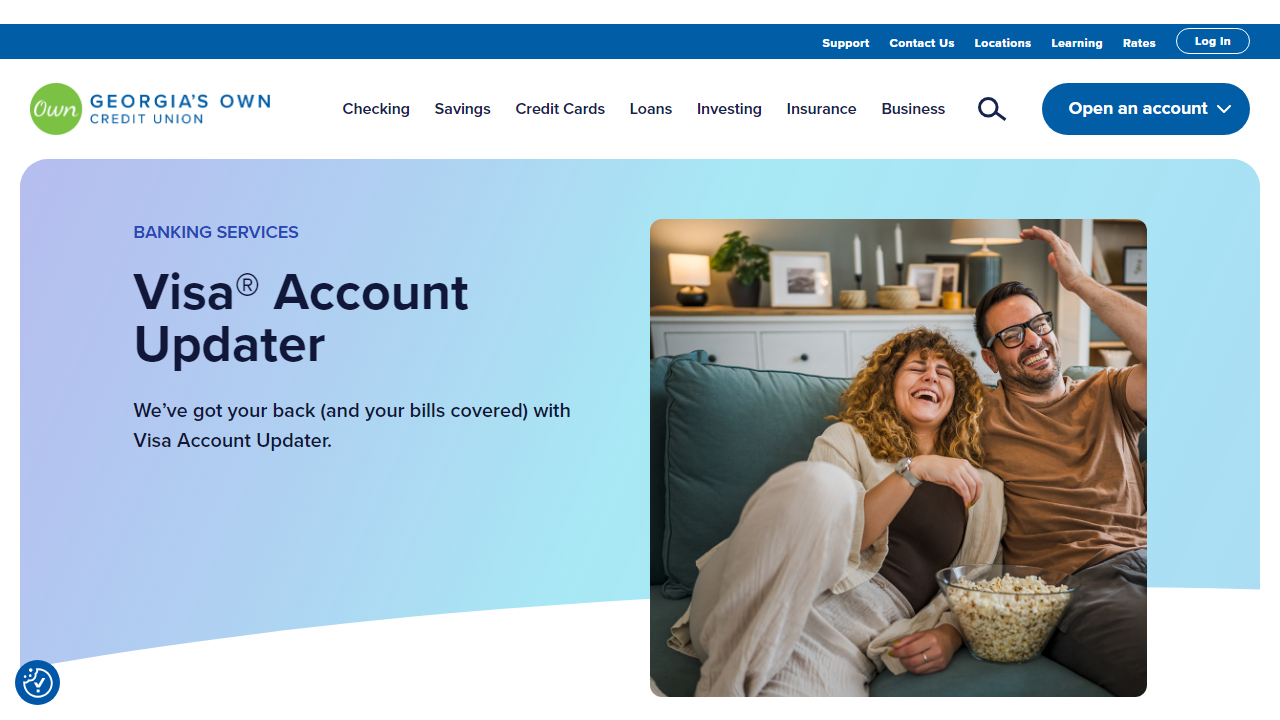 Support Contact Us Locations Learning Rates Log In
Own GEORGIA'S OWN
CREDIT UNION
Checking Savings Credit Cards Loans Investing Insurance Business Open an account
BANKING SERVICES
Visa® Account
Updater
We’ve got your back (and your bills covered) with
Visa Account Updater.